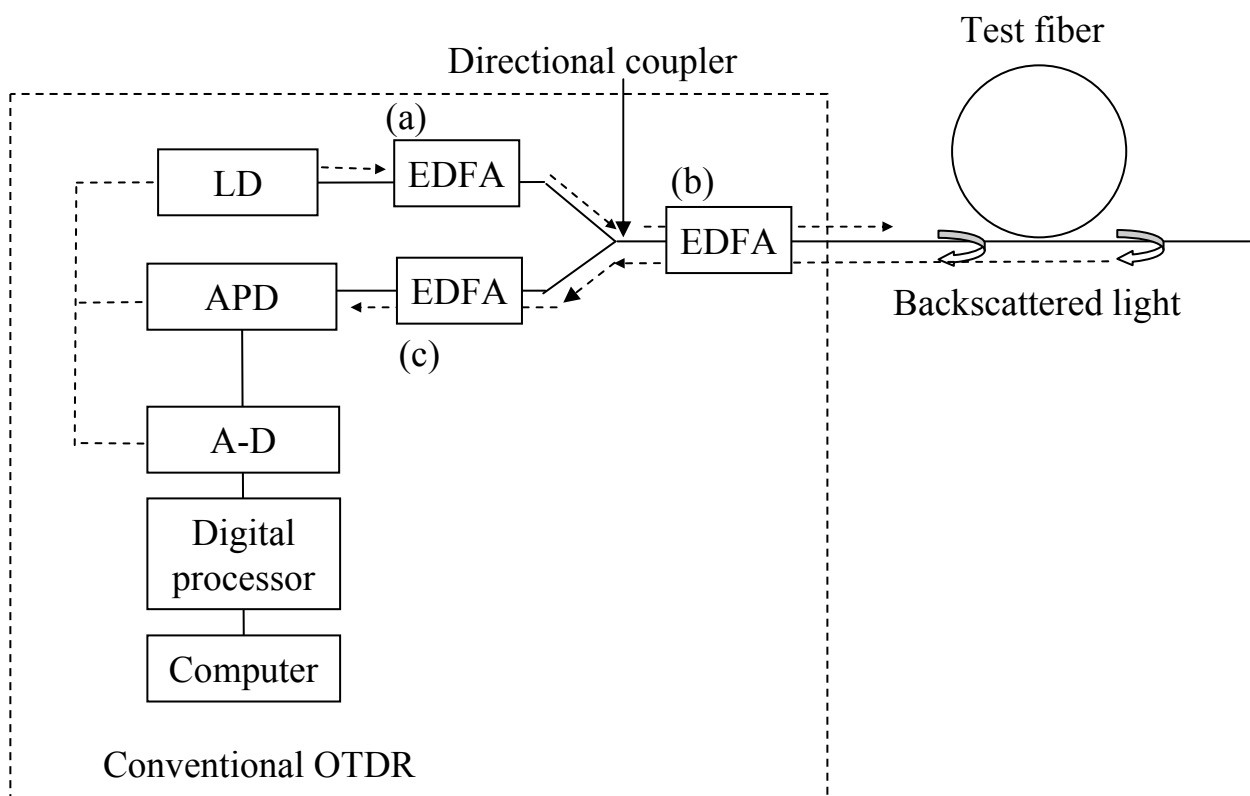 Test fiber
Directional coupler
(a)
LD
EDFA
(b)
EDFA
APD
EDFA
(c)
Backscattered light
A-D
Digital
processor
Computer
Conventional OTDR